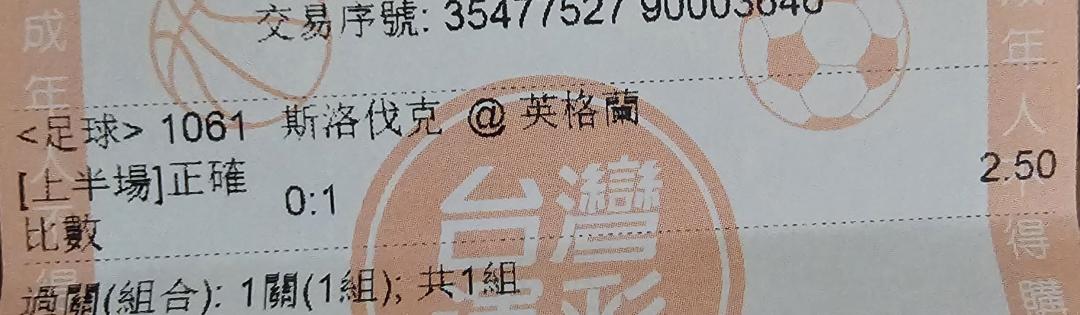 交易序號: 35477527 90003640
<足球> 1061 斯洛伐克 @ 英格蘭
[上半場]正確 0:1 2.50
比數
過關(組合): 1關(1組); 共1組
台灣
成年人
成年人不得購